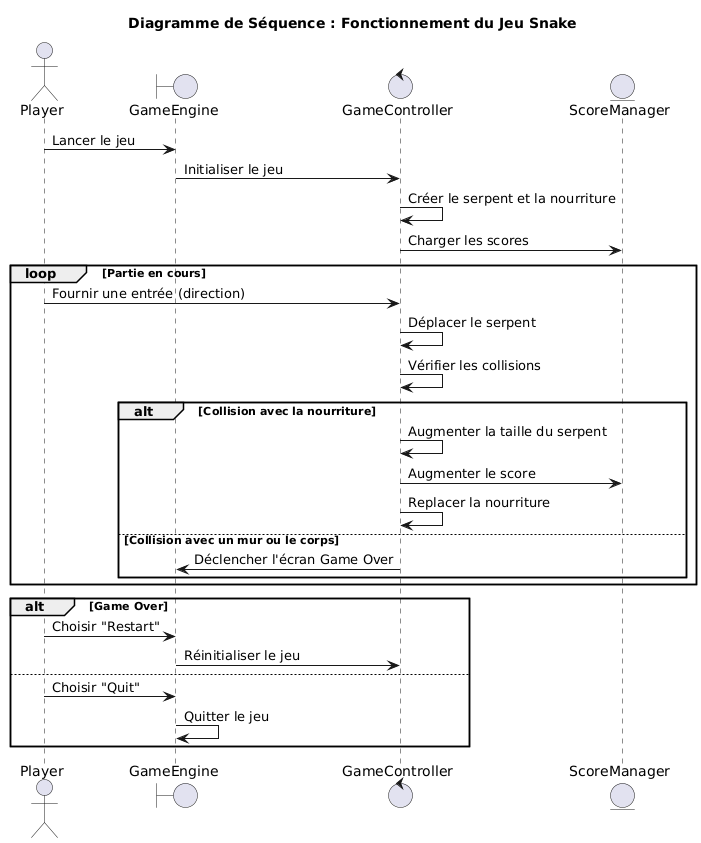 Diagramme de Séquence : Fonctionnement du Jeu Snake
Player
GameEngine
GameController
ScoreManager
Lancer le jeu
Initialiser le jeu
Créer le serpent et la nourriture
Charger les scores
loop [Partie en cours]
Fournir une entrée (direction)
Déplacer le serpent
Vérifier les collisions
alt [Collision avec la nourriture]
Augmenter la taille du serpent
Augmenter le score
Replacer la nourriture
[Collision avec un mur ou le corps]
Déclencher l'écran Game Over
alt [Game Over]
Choisir "Restart"
Réinitialiser le jeu
Choisir "Quit"
Quitter le jeu
Player
GameEngine
GameController
ScoreManager